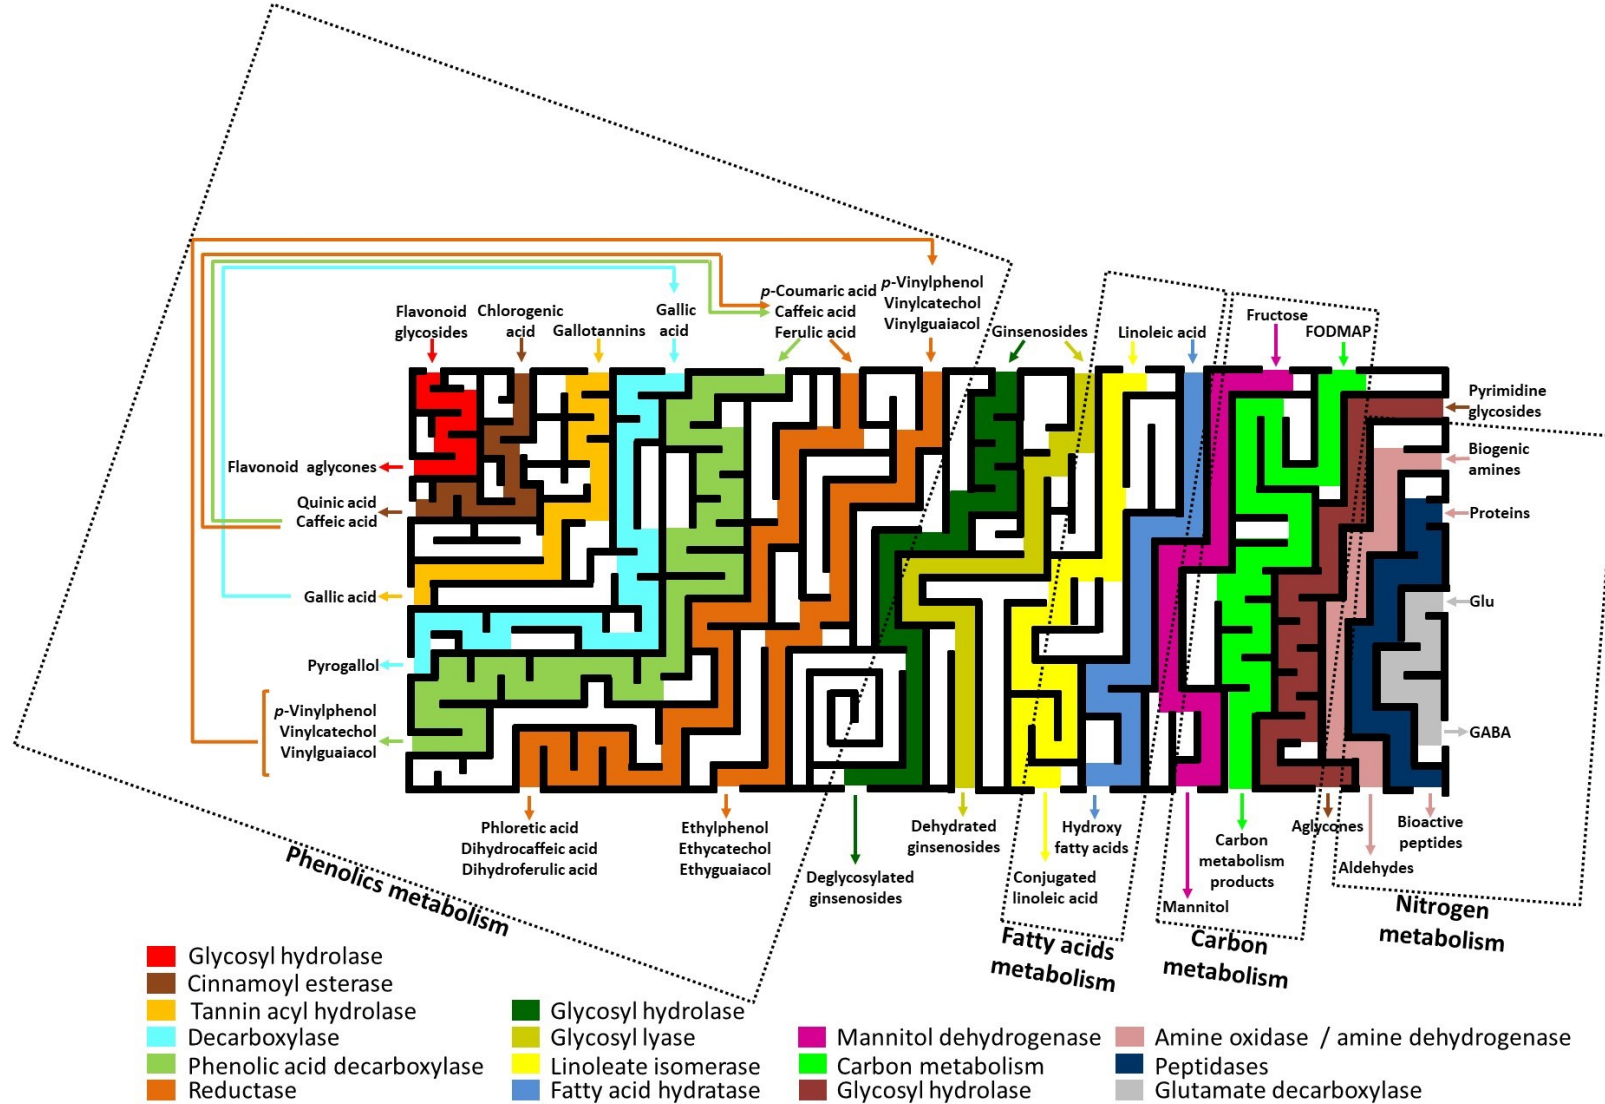 p-Vinylphenol
Vinylcatechol
Vinylguaiacol
p-Coumaric acid
Caffeic acid
Ferulic acid
Flavonoid
glycosides
Chlorogenic
acid
Gallotannins
Gallic
acid
Ginsenosides
Linoleic acid
Fructose
FODMAP
Pyrimidine
glycosides
Biogenic
amines
Proteins
Glu
GABA
Flavonoid aglycones
Quinic acid
Caffeic acid
Gallic acid
Pyrogallol
p-Vinylphenol
Vinylcatechol
Vinylguaiacol
Phloretic acid
Dihydrocaffeic acid
Dihydroferulic acid
Ethylphenol
Ethycatechol
Ethyguaiacol
Deglycosylated
ginsenosides
Dehydrated
ginsenosides
Conjugated
linoleic acid
Hydroxy
fatty acids
Mannitol
Carbon
metabolism
products
Aglycones
Aldehydes
Bioactive
peptides
Phenolics metabolism
Fatty acids
metabolism
Carbon
metabolism
Nitrogen
metabolism
Glycosyl hydrolase
Cinnamoyl esterase
Tannin acyl hydrolase
Decarboxylase
Phenolic acid decarboxylase
Reductase
Glycosyl hydrolase
Glycosyl lyase
Linoleate isomerase
Fatty acid hydratase
Mannitol dehydrogenase
Carbon metabolism
Glycosyl hydrolase
Amine oxidase / amine dehydrogenase
Peptidases
Glutamate decarboxylase